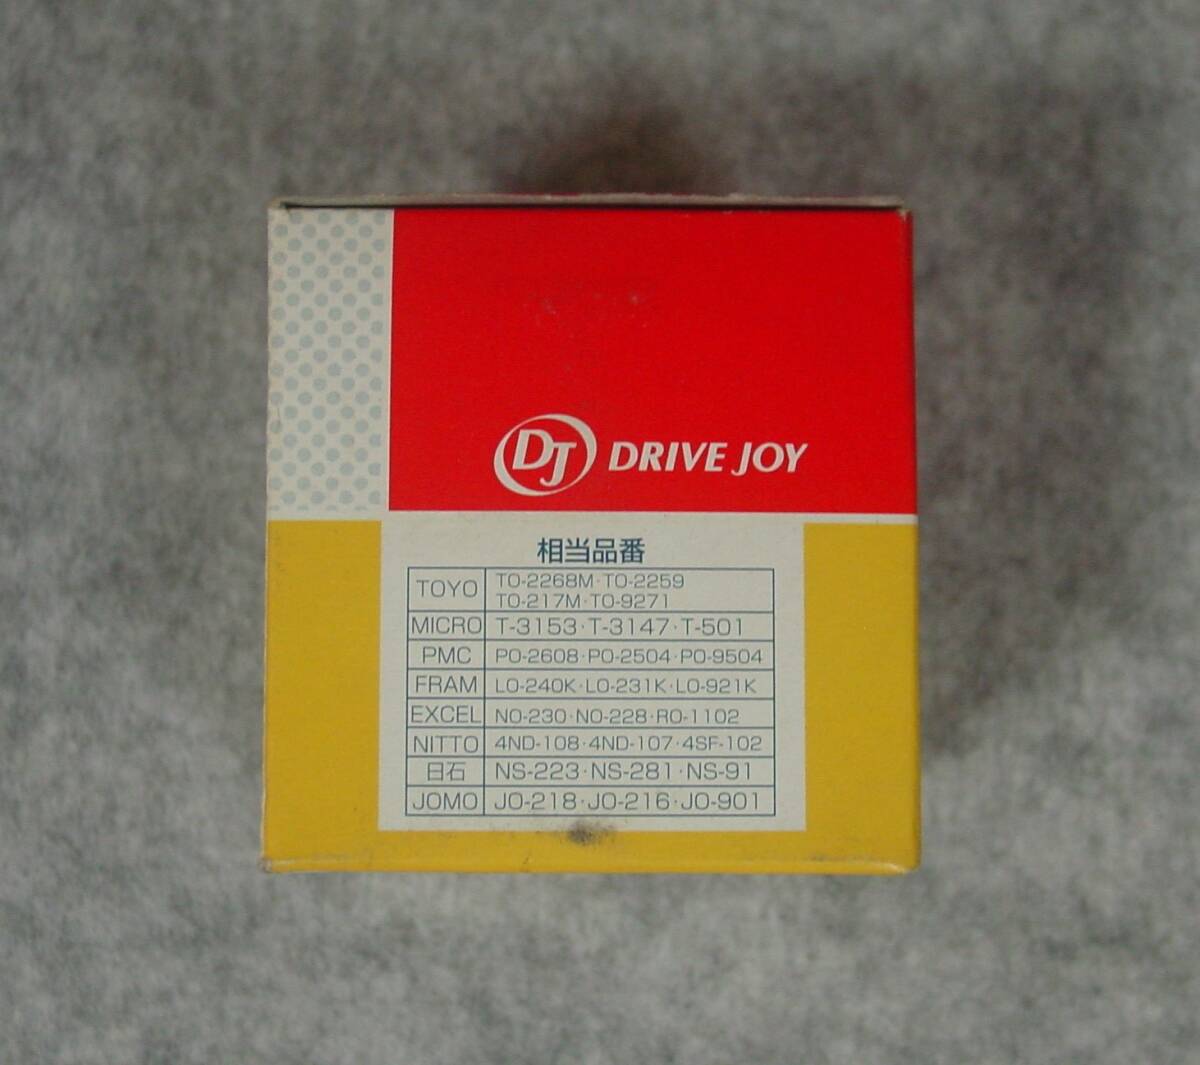 DJ DRIVE JOY
相当品番
TOYO TO-2268M·TO-2259
TO-217M·TO-9271
MICRO T-3153·T-3147·T-501
PMC PO-2608·PO-2504·PO-9504
FRAM LO-240K·LO-231K·LO-921K
EXCEL NO-230·NO-228·RO-1102
NITTO 4ND-108·4ND-107·4SF-102
日石 NS-223·NS-281·NS-91
JOMO JO-218·JO-216·JO-901